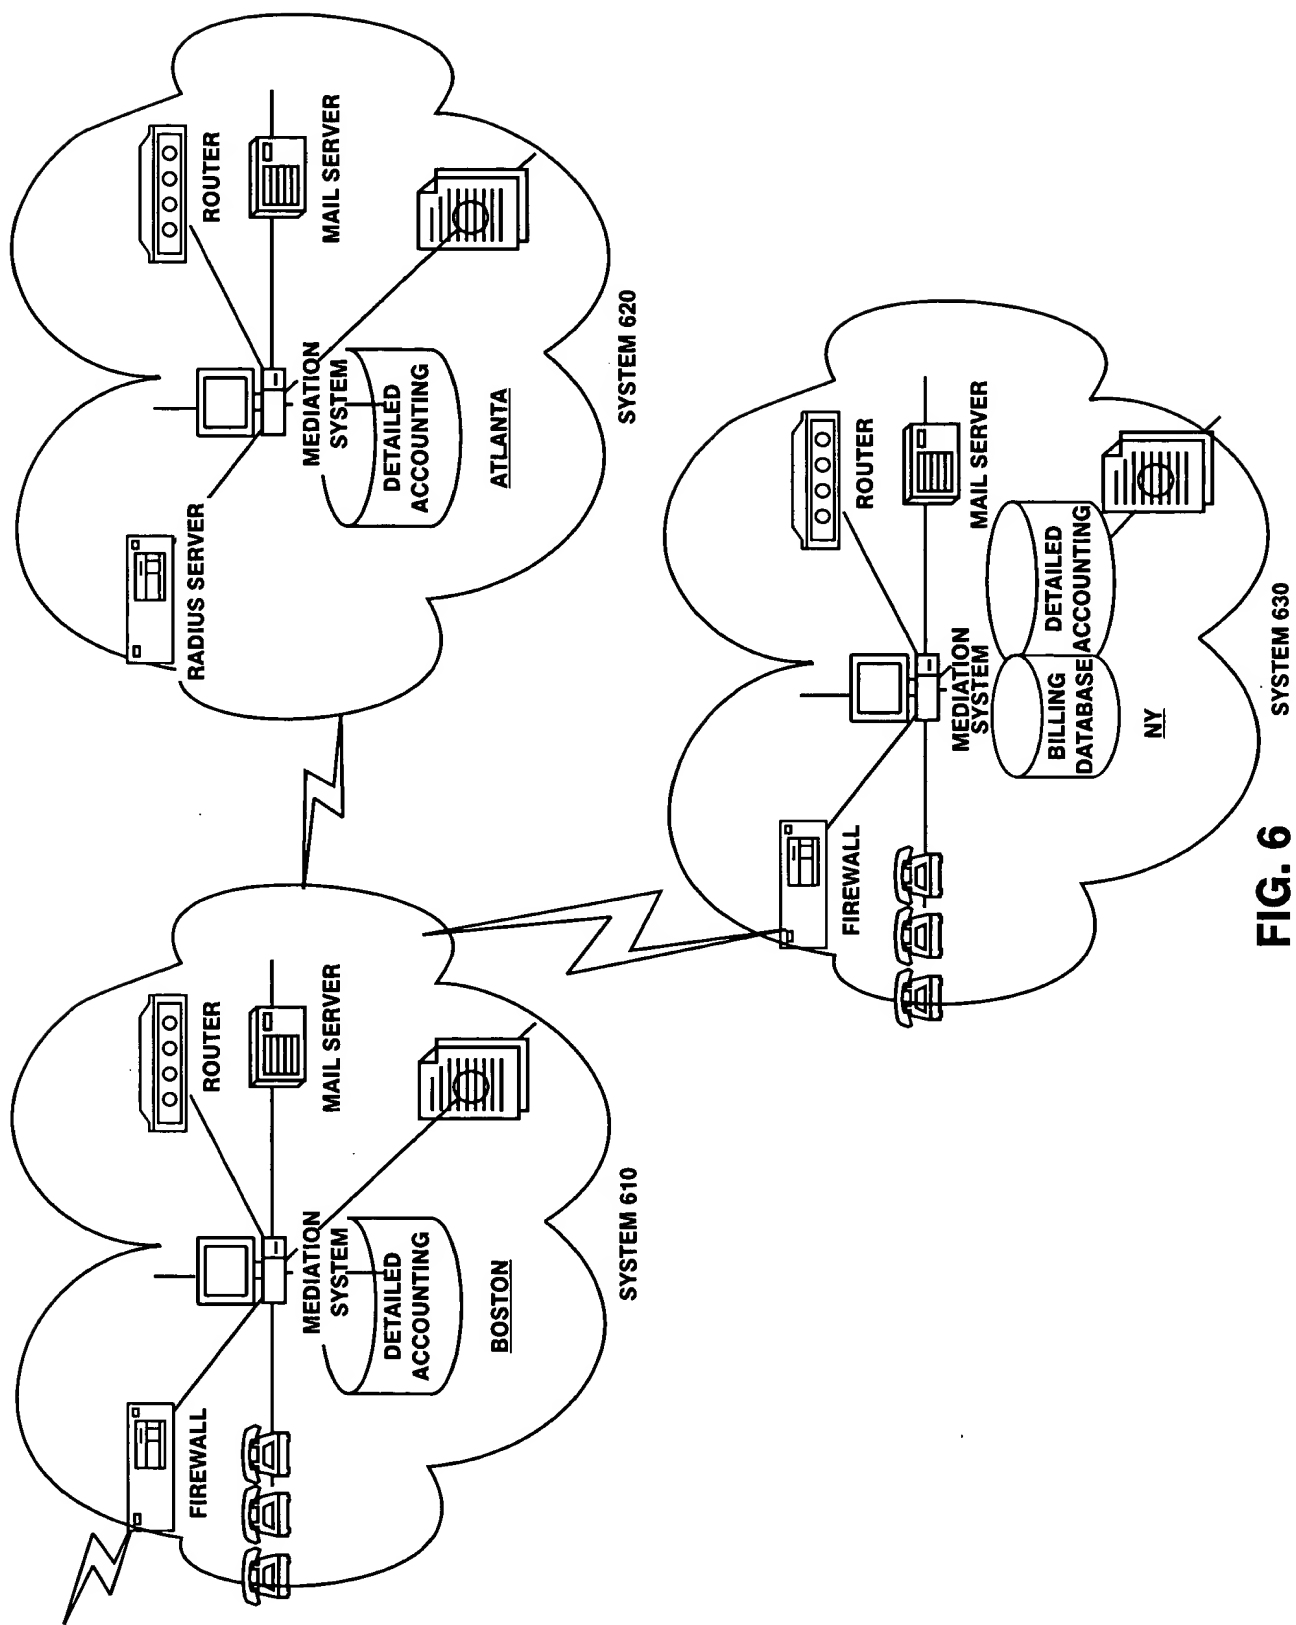 FIREWALL
ROUTER
MAIL SERVER
MEDIATION
SYSTEM
DETAILED
ACCOUNTING
BOSTON
SYSTEM 610
RADIUS SERVER
ROUTER
MAIL SERVER
MEDIATION
SYSTEM
DETAILED
ACCOUNTING
ATLANTA
SYSTEM 620
FIREWALL
ROUTER
MAIL SERVER
MEDIATION
SYSTEM
BILLING
DATABASE
DETAILED
ACCOUNTING
NY
SYSTEM 630
FIG. 6